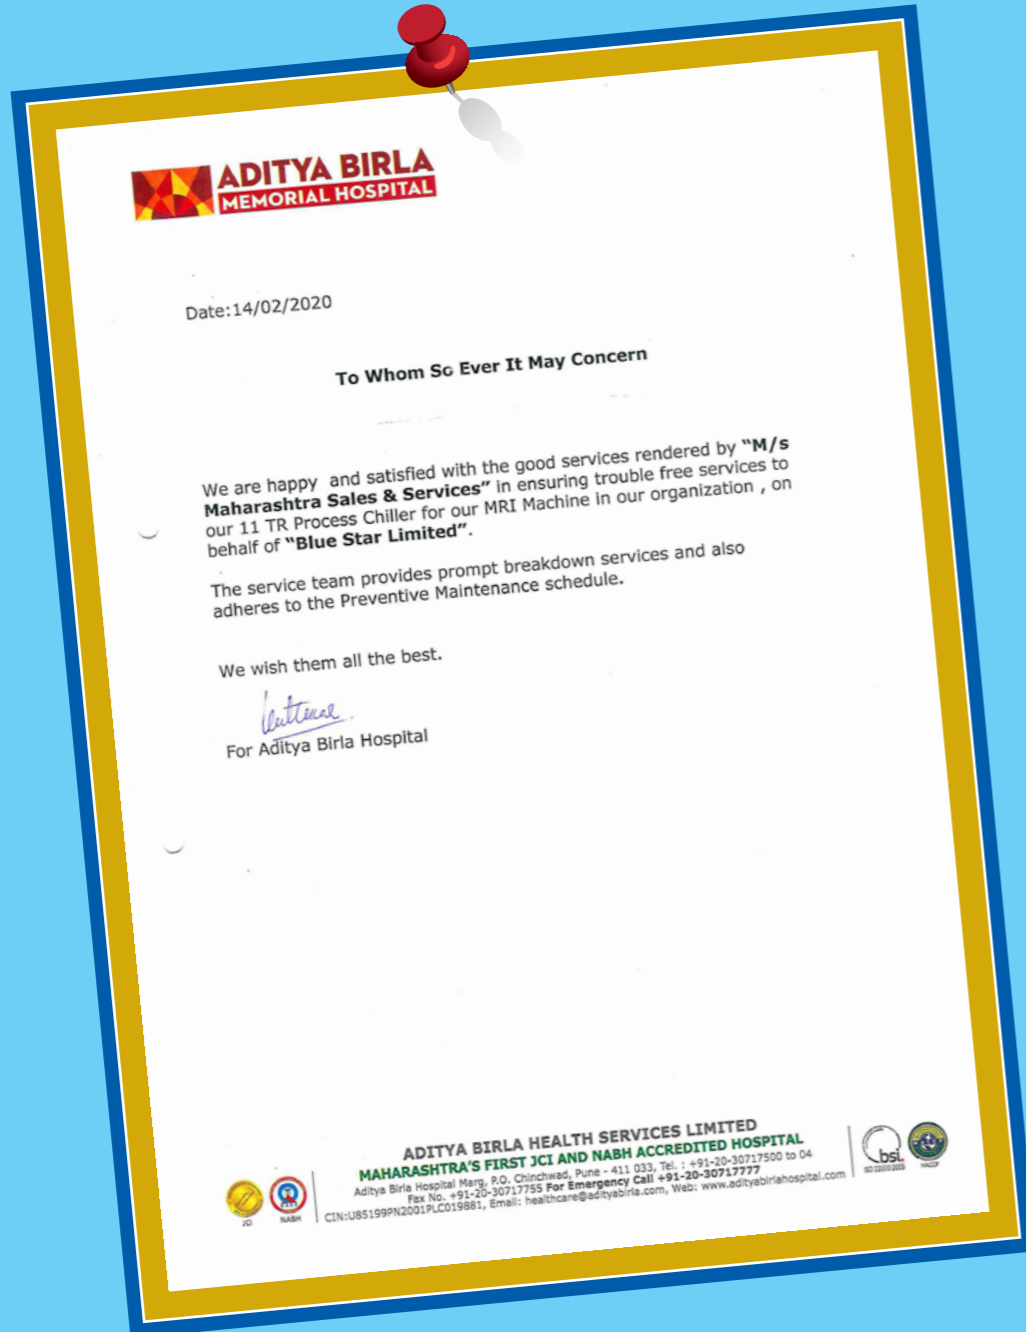 ADITYA BIRLA
MEMORIAL HOSPITAL
Date:14/02/2020
To Whom So Ever It May Concern
We are happy  and satisfied with the good services rendered by “M/s
Maharashtra Sales & Services” in ensuring trouble free services to
our 11 TR Process Chiller for our MRI Machine in our organization , on
behalf of “Blue Star Limited”.
The service team provides prompt breakdown services and also
adheres to the Preventive Maintenance schedule.
We wish them all the best.
For Aditya Birla Hospital
ADITYA BIRLA HEALTH SERVICES LIMITED
MAHARASHTRA'S FIRST JCI AND NABH ACCREDITED HOSPITAL
Aditya Birla Hospital Marg, P.O. Chinchwad, Pune - 411 033, Tel. : +91-20-30717500 to 04
Fax No. +91-20-30717755 For Emergency Call +91-20-30717777
CIN:U85199PN2001PLC019881, Email: healthcare@adityabirla.com, Web: www.adityabirlahospital.com
JCI
NABH
bsi.
ISO 22000:2005
HACCP